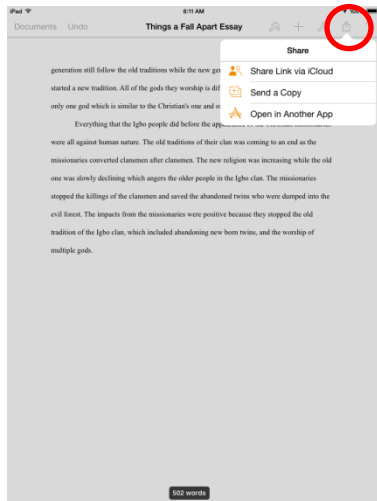 iPad 8:11 AM 100
Documents Undo Things a Fall Apart Essay
Share
Share Link via iCloud
Send a Copy
Open in Another App
generation still follow the old traditions while the new gen
started a new tradition. All of the gods they worship is dif
only one god which is similar to the Christian's one and o
Everything that the Igbo people did before the
were all against human nature. The old traditions of their clan was coming to an end as the
missionaries converted clansmen after clansmen. The new religion was increasing while the old
one was slowly declining which angers the older people in the Igbo clan. The missionaries
stopped the killings of the clansmen and saved the abandoned twins who were dumped into the
evil forest. The impacts from the missionaries were positive because they stopped the old
tradition of the Igbo clan, which included abandoning new born twins, and the worship of
multiple gods.
502 words